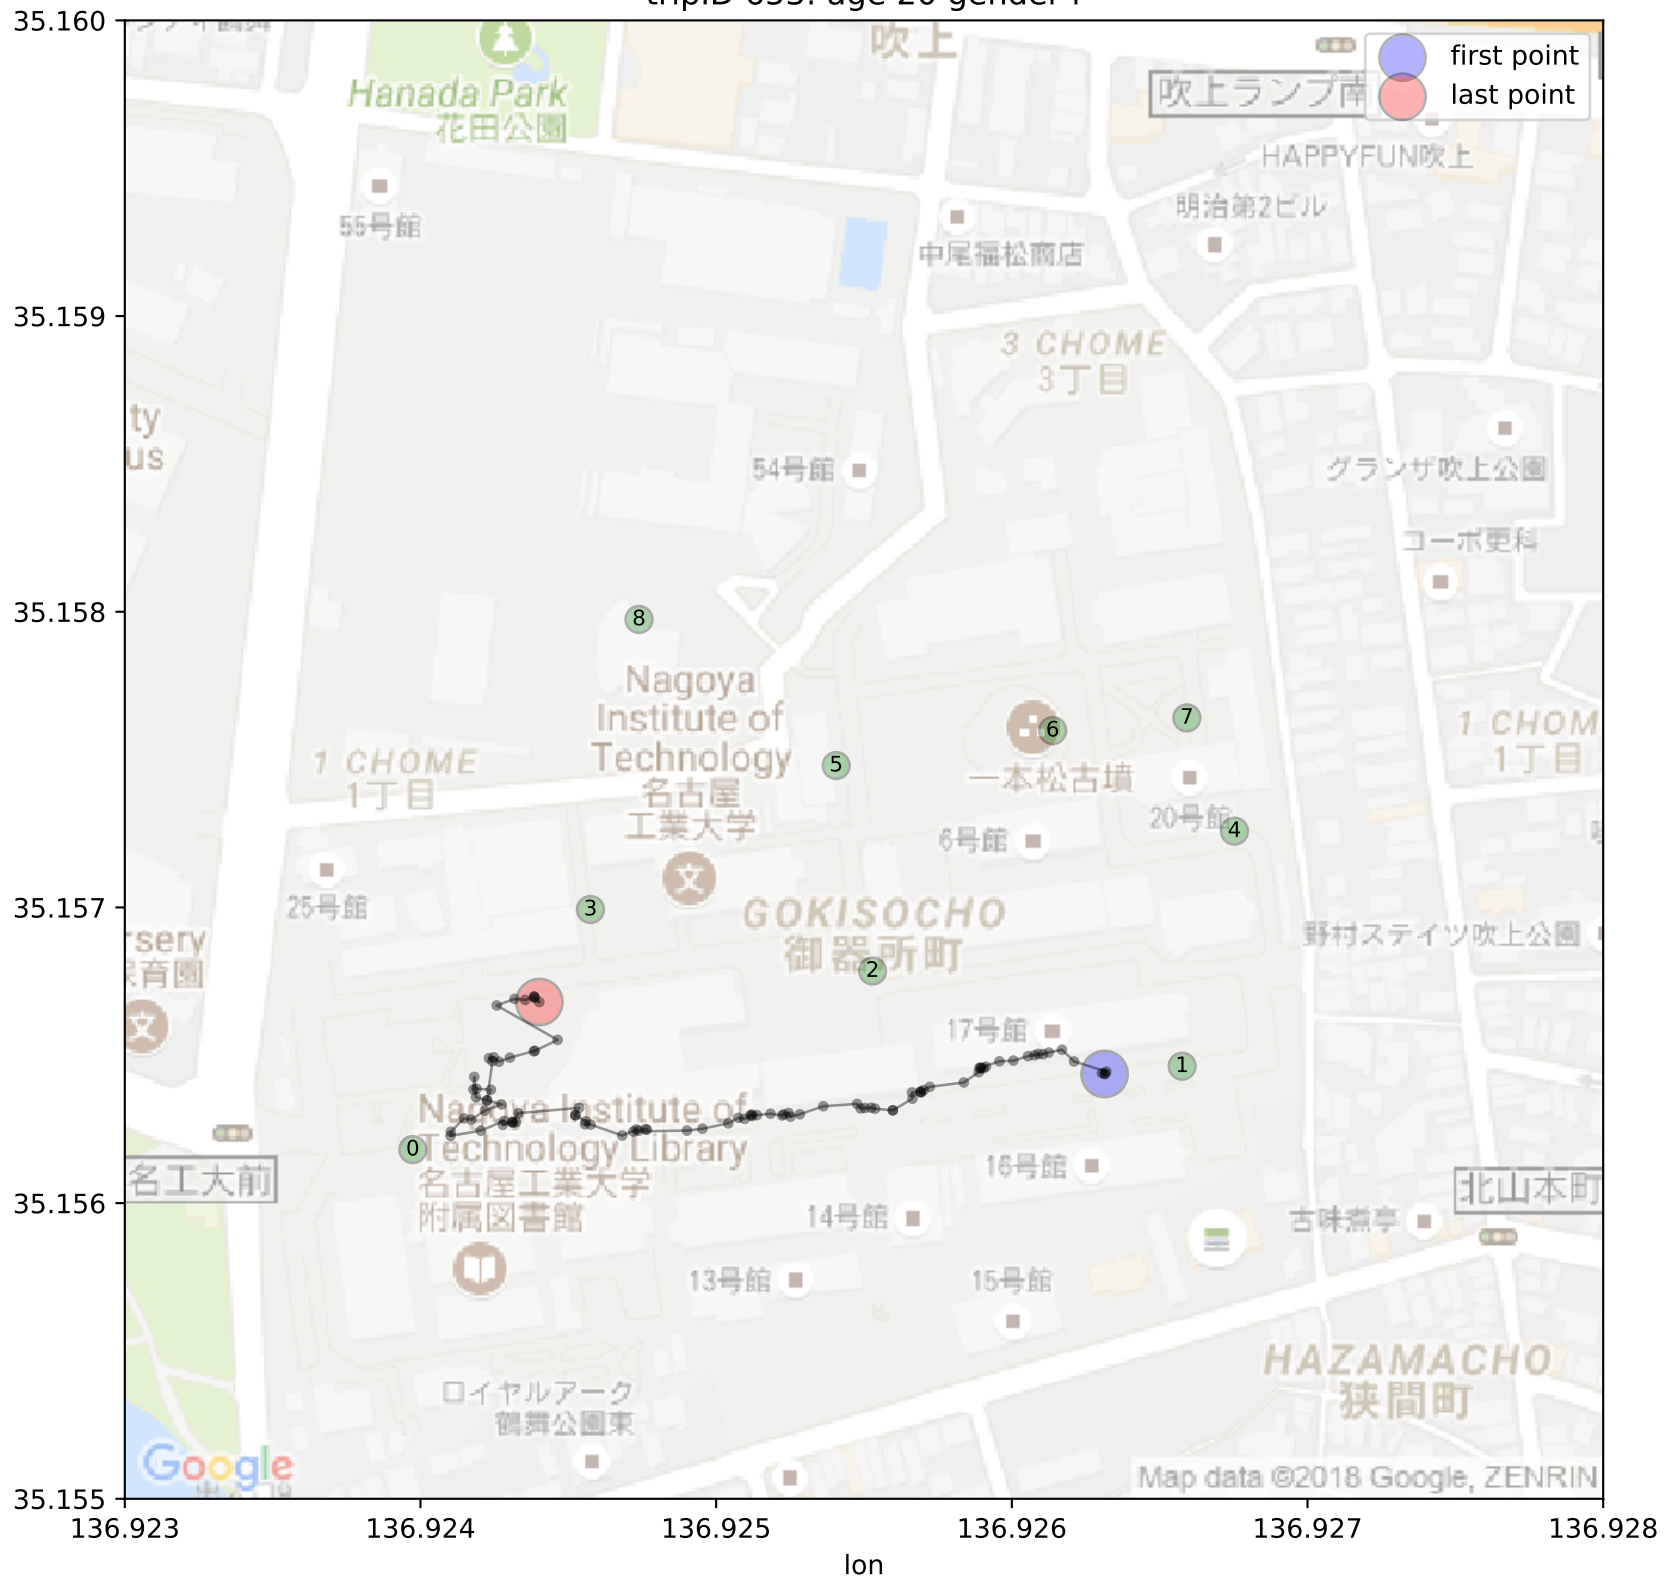 35.160
吹上
first point
last point
Hanada Park
花田公園
吹上ランプ南
HAPPYFUN吹上
明治第2ビル
55号館
中尾福松商店
35.159
3 CHOME
3丁目
ty
us
54号館
グランザ吹上公園
コーポ更科
35.158
8
Nagoya
Institute of
Technology
名古屋
工業大学
6
7
1 CHOM
1丁目
1 CHOME
1丁目
5
一本松古墳
20号館
4
6号館
25号館
3
35.157
GOKISOCHO
御器所町
野村ステイツ吹上公園
rsery
保育園
2
17号館
1
Nagoya Institute of
Technology Library
名古屋工業大学
附属図書館
0
名工大前
16号館
北山本町
35.156
14号館
古味煮亭
13号館
15号館
HAZAMACHO
狭間町
ロイヤルアーク
鶴舞公園東
Google
Map data ©2018 Google, ZENRIN
35.155
136.923
136.924
136.925
136.926
136.927
136.928
lon